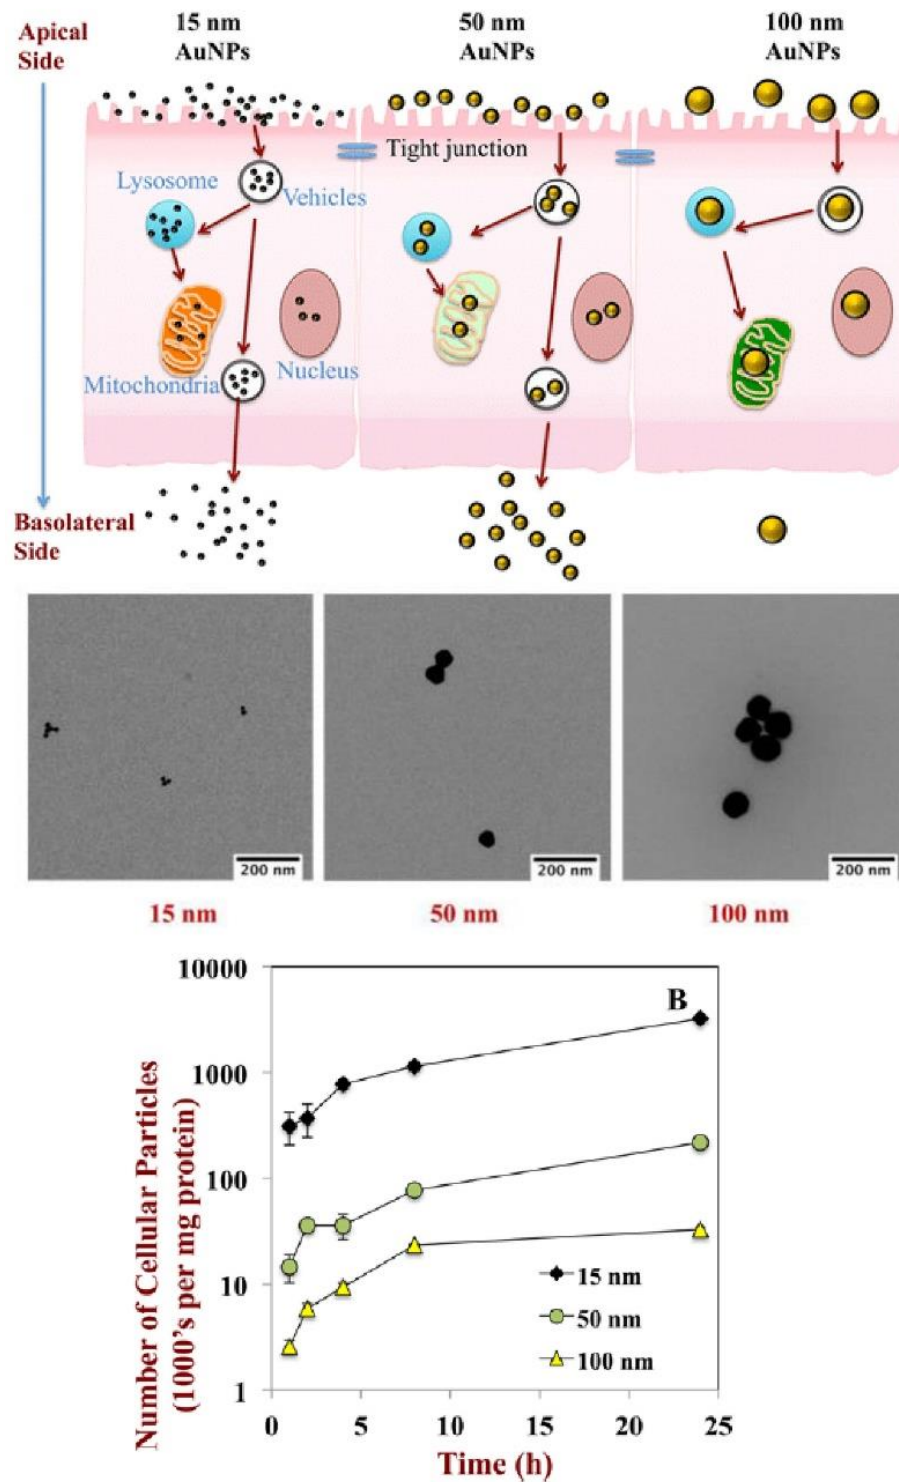 Apical
Side
15 nm
AuNPs
50 nm
AuNPs
100 nm
AuNPs
Tight junction
Lysosome
Vehicles
Mitochondria
Nucleus
Basolateral
Side
200 nm
200 nm
200 nm
15 nm
50 nm
100 nm
B
Number of Cellular Particles
(1000's per mg protein)
10000
1000
100
10
1
15 nm
50 nm
100 nm
0
5
10
15
20
25
Time (h)